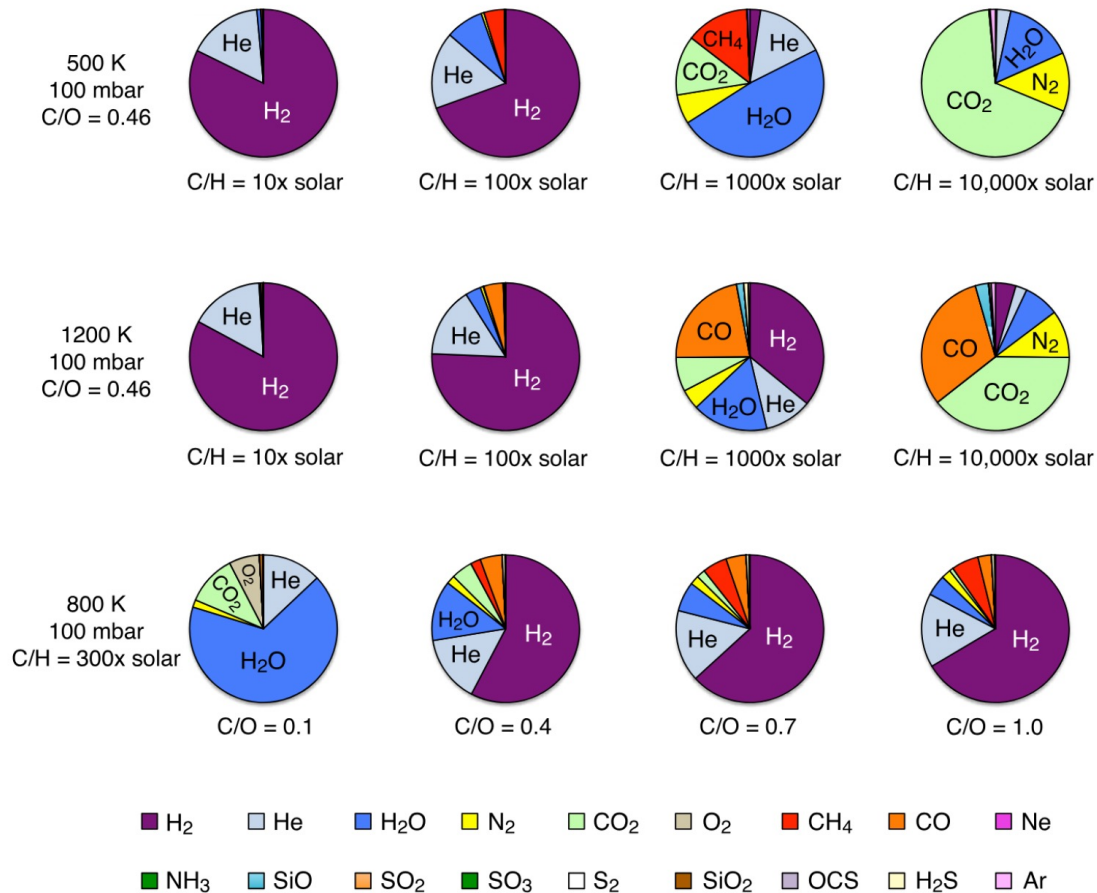 500 K
100 mbar
C/O = 0.46
He
H₂
C/H = 10x solar
He
H₂
C/H = 100x solar
CH₄
He
CO₂
H₂O
C/H = 1000x solar
H₂O
N₂
CO₂
C/H = 10,000x solar
1200 K
100 mbar
C/O = 0.46
He
H₂
C/H = 10x solar
He
H₂
C/H = 100x solar
CO
H₂
H₂O
He
C/H = 1000x solar
CO
N₂
CO₂
C/H = 10,000x solar
800 K
100 mbar
C/H = 300x solar
CO₂
O₂
He
H₂O
C/O = 0.1
H₂O
H₂
He
C/O = 0.4
He
H₂
C/O = 0.7
He
H₂
C/O = 1.0
H₂ He H₂O N₂ CO₂ O₂ CH₄ CO Ne
NH₃ SiO SO₂ SO₃ S₂ SiO₂ OCS H₂S Ar